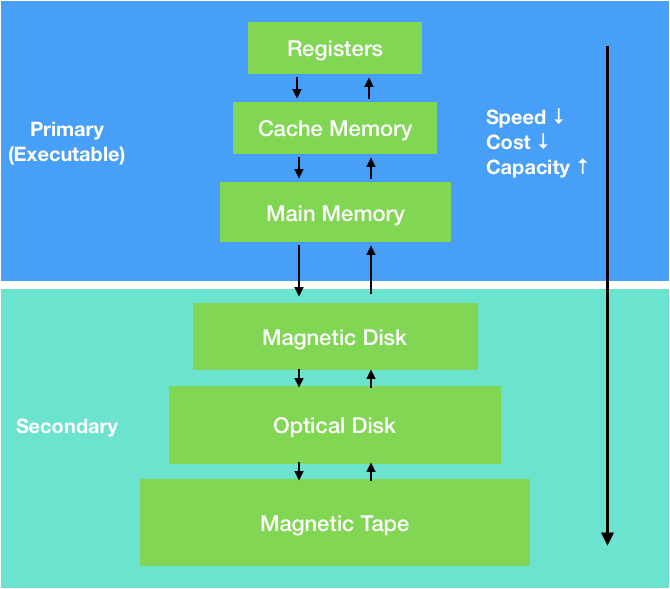 Registers
Cache Memory
Main Memory
Primary
(Executable)
Speed ↓
Cost ↓
Capacity ↑
Magnetic Disk
Optical Disk
Magnetic Tape
Secondary